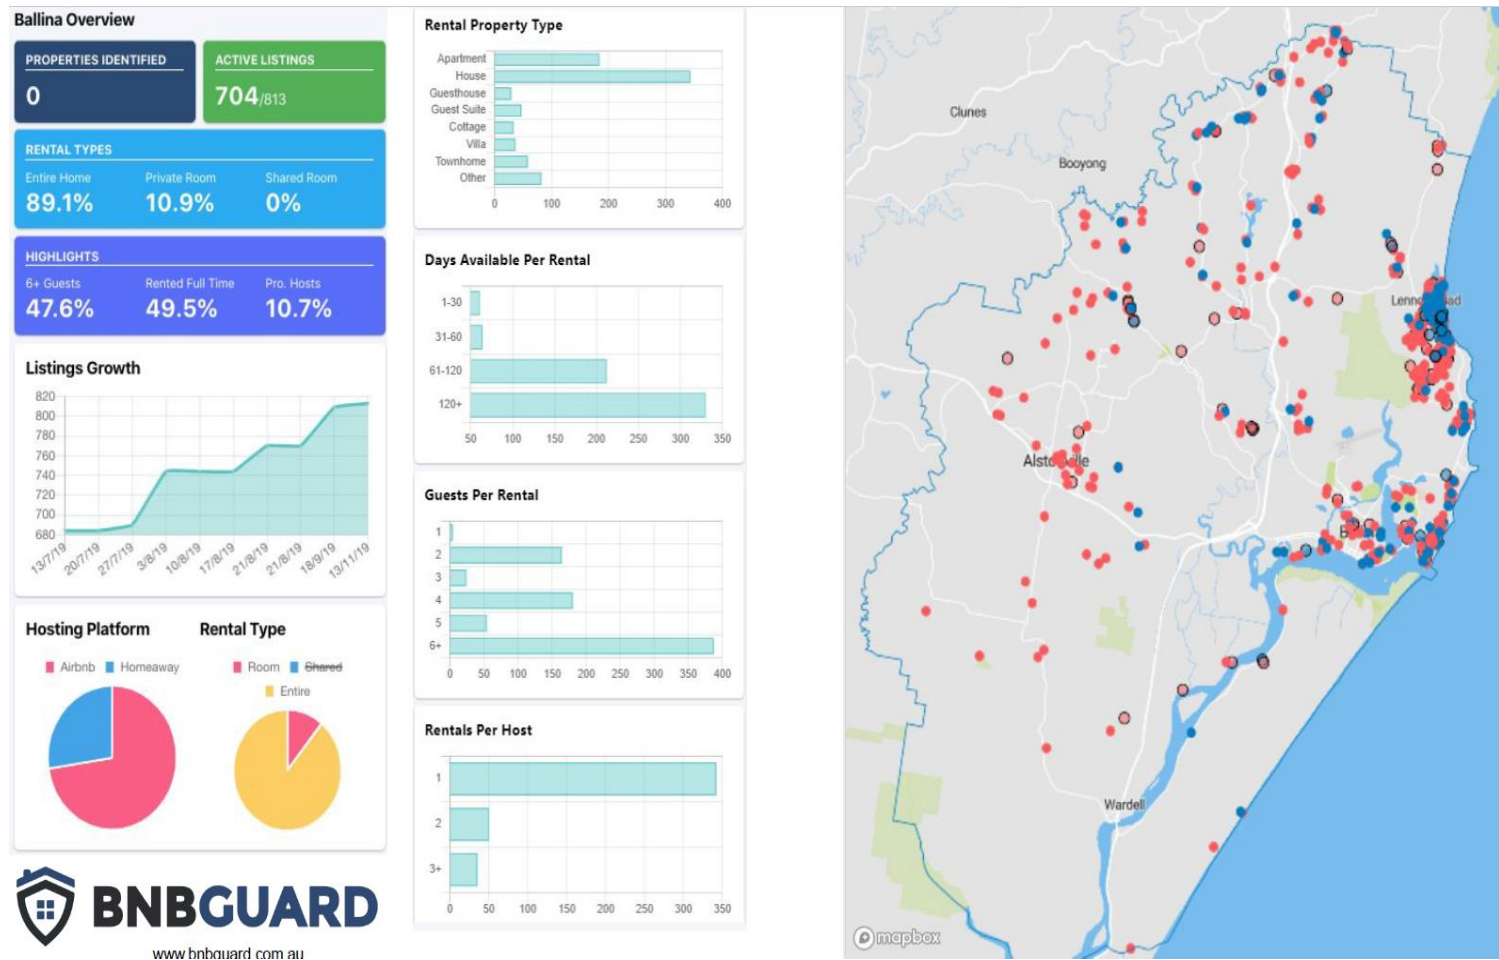 Ballina Overview
PROPERTIES IDENTIFIED
0
ACTIVE LISTINGS
704/813
RENTAL TYPES
Entire Home Private Room Shared Room
89.1% 10.9% 0%
HIGHLIGHTS
6+ Guests Rented Full Time Pro. Hosts
47.6% 49.5% 10.7%
Listings Growth
820
800
780
760
740
720
700
680
13/7/19 20/7/19 27/7/19 3/8/19 10/8/19 17/8/19 21/8/19 21/8/19 18/9/19 13/11/19
Hosting Platform
Airbnb Homeaway
Rental Type
Room Shared
Entire
BNBGUARD
www.bnbguard.com.au
Rental Property Type
Apartment
House
Guesthouse
Guest Suite
Cottage
Villa
Townhome
Other
0 100 200 300 400
Days Available Per Rental
1-30
31-60
61-120
120+
50 100 150 200 250 300 350
Guests Per Rental
1
2
3
4
5
6+
0 50 100 150 200 250 300 350 400
Rentals Per Host
1
2
3+
0 50 100 150 200 250 300 350
Clunes
Booyong
Wardell
mapbox